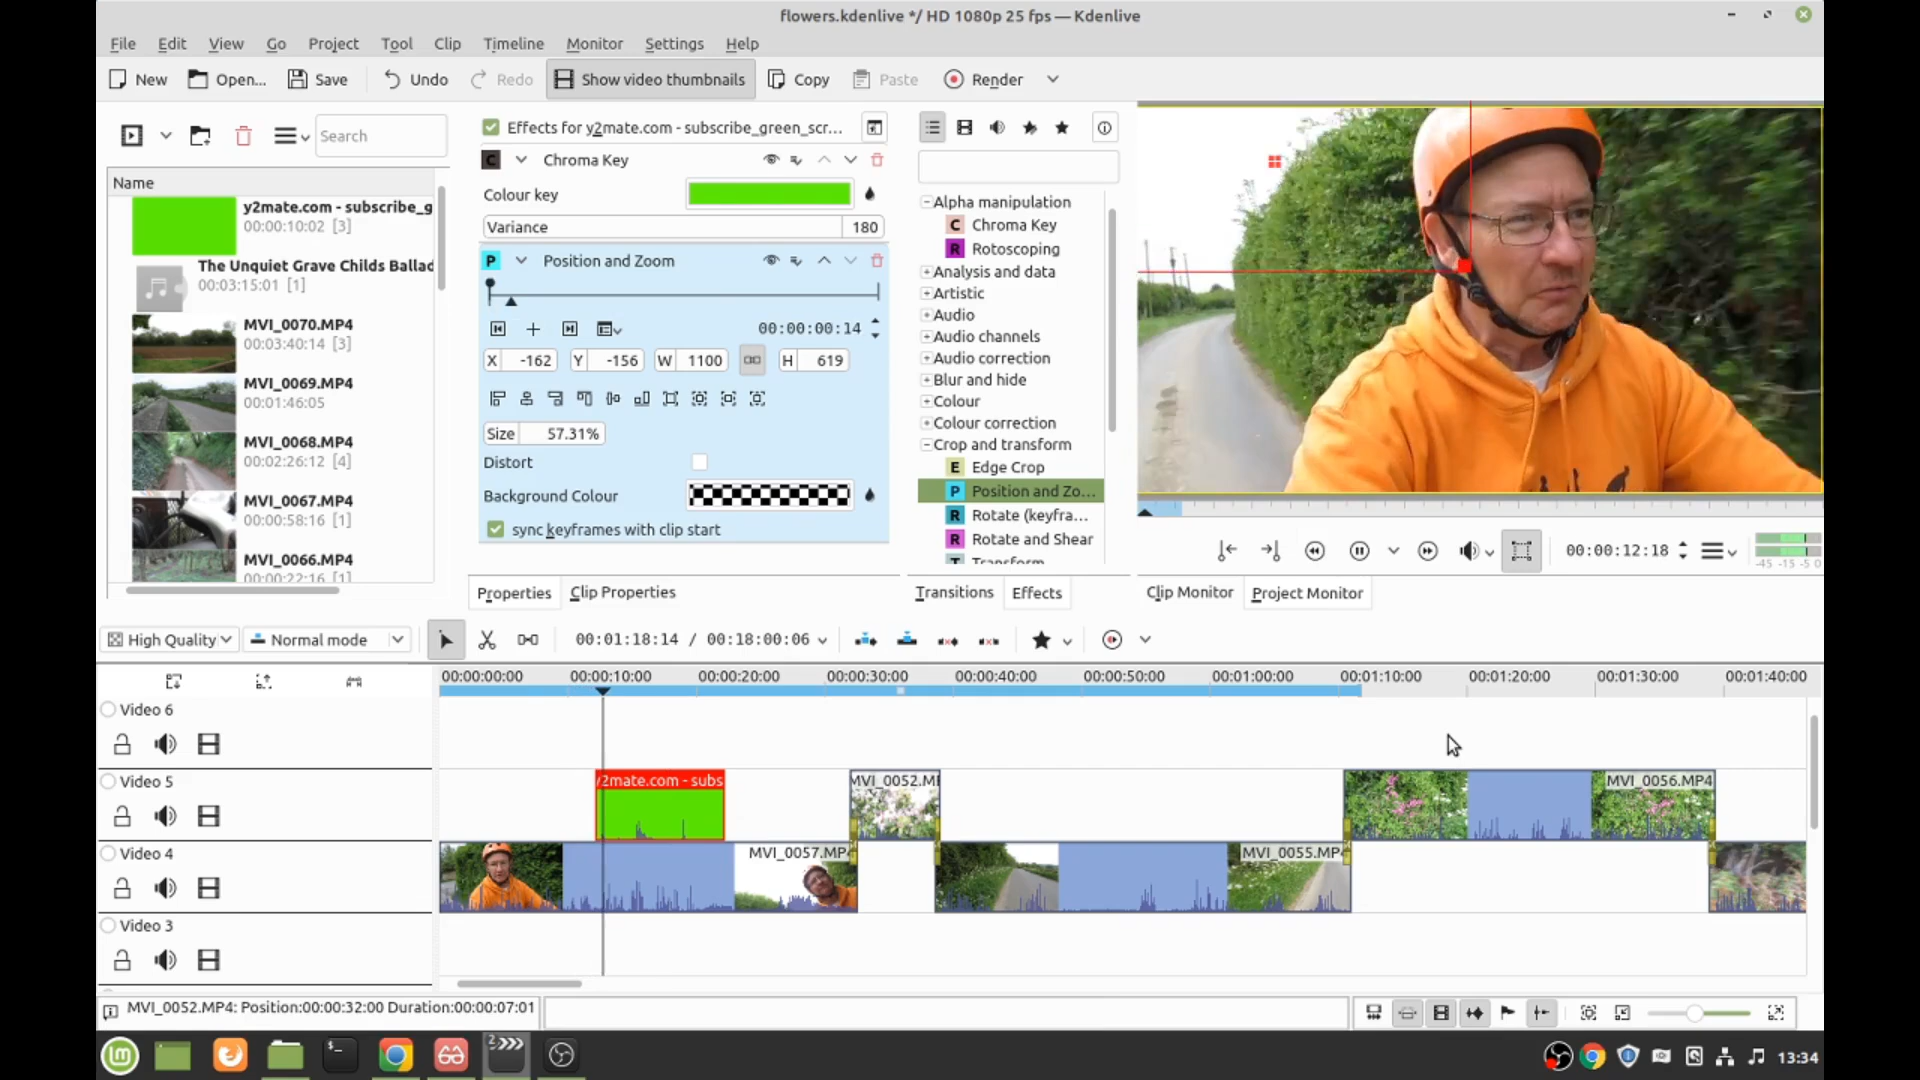 flowers.kdenlive */ HD 1080p 25 fps — Kdenlive
File Edit View Go Project Tool Clip Timeline Monitor Settings Help
New Open... Save Undo Redo Show video thumbnails Copy Paste Render
Search
Name
y2mate.com - subscribe_g
00:00:10:02 [3]
The Unquiet Grave Childs Ballad
00:03:15:01 [1]
MVI_0070.MP4
00:03:40:14 [3]
MVI_0069.MP4
00:01:46:05
MVI_0068.MP4
00:02:26:12 [4]
MVI_0067.MP4
00:00:58:16 [1]
MVI_0066.MP4
00:00:22:16 [1]
Effects for y2mate.com - subscribe_green_scr...
C Chroma Key
Colour key
Variance 180
P Position and Zoom
00:00:00:14
X -162 Y -156 W 1100 H 619
Size 57.31%
Distort
Background Colour
sync keyframes with clip start
Properties Clip Properties
Alpha manipulation
C Chroma Key
R Rotoscoping
Analysis and data
Artistic
Audio
Audio channels
Audio correction
Blur and hide
Colour
Colour correction
Crop and transform
E Edge Crop
P Position and Zo...
R Rotate (keyfra...
R Rotate and Shear
T Transform
Transitions Effects
00:00:12:18
-45 -15 -5 0
Clip Monitor Project Monitor
High Quality Normal mode 00:01:18:14 / 00:18:00:06
00:00:00:00 00:00:10:00 00:00:20:00 00:00:30:00 00:00:40:00 00:00:50:00 00:01:00:00 00:01:10:00 00:01:20:00 00:01:30:00 00:01:40:00
Video 6
Video 5
/2mate.com - subs MVI_0052.MI MVI_0056.MP4
Video 4
MVI_0057.MP4 MVI_0055.MP4
Video 3
MVI_0052.MP4: Position:00:00:32:00 Duration:00:00:07:01
13:34